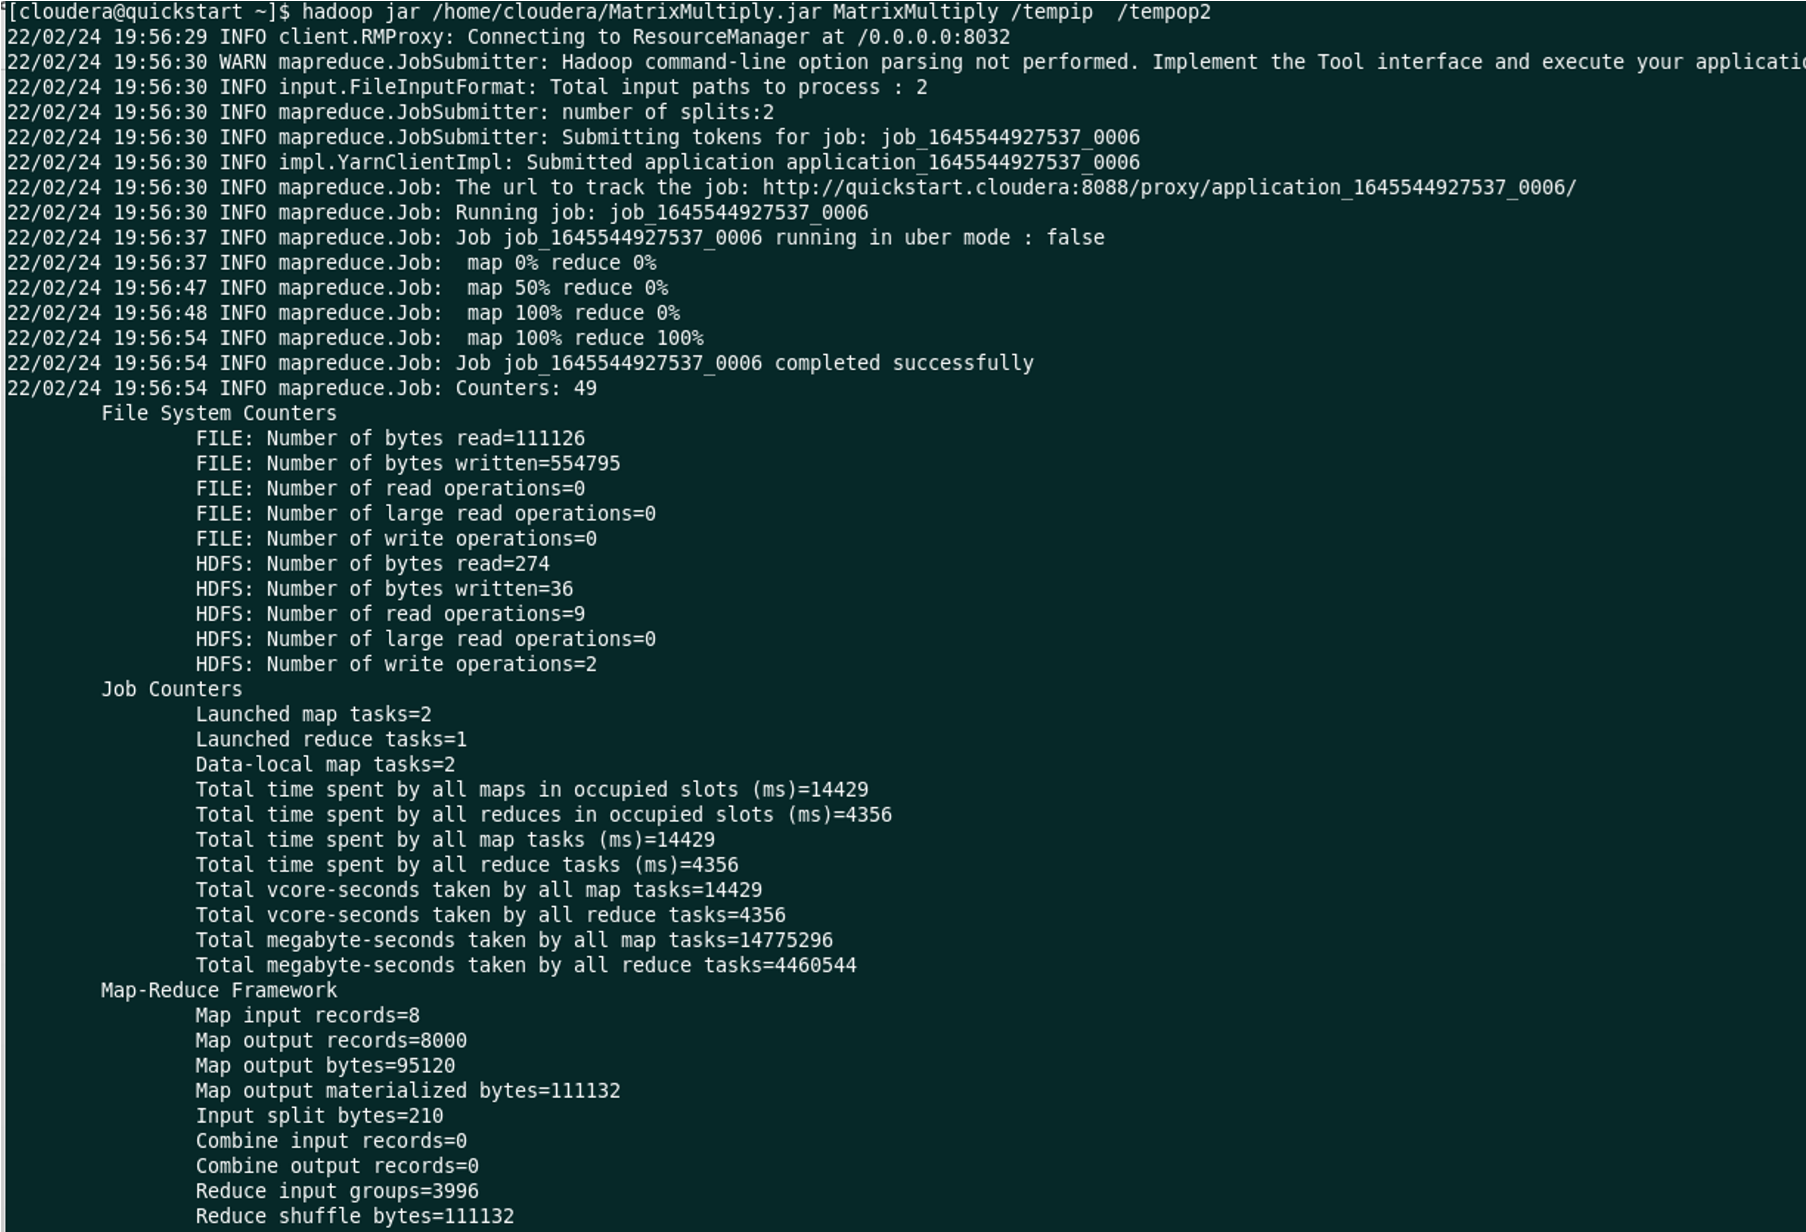 [cloudera@quickstart ~]$ hadoop jar /home/cloudera/MatrixMultiply.jar MatrixMultiply /tempip  /tempop2
22/02/24 19:56:29 INFO client.RMProxy: Connecting to ResourceManager at /0.0.0.0:8032
22/02/24 19:56:30 WARN mapreduce.JobSubmitter: Hadoop command-line option parsing not performed. Implement the Tool interface and execute your applicatio
22/02/24 19:56:30 INFO input.FileInputFormat: Total input paths to process : 2
22/02/24 19:56:30 INFO mapreduce.JobSubmitter: number of splits:2
22/02/24 19:56:30 INFO mapreduce.JobSubmitter: Submitting tokens for job: job_1645544927537_0006
22/02/24 19:56:30 INFO impl.YarnClientImpl: Submitted application application_1645544927537_0006
22/02/24 19:56:30 INFO mapreduce.Job: The url to track the job: http://quickstart.cloudera:8088/proxy/application_1645544927537_0006/
22/02/24 19:56:30 INFO mapreduce.Job: Running job: job_1645544927537_0006
22/02/24 19:56:37 INFO mapreduce.Job: Job job_1645544927537_0006 running in uber mode : false
22/02/24 19:56:37 INFO mapreduce.Job:  map 0% reduce 0%
22/02/24 19:56:47 INFO mapreduce.Job:  map 50% reduce 0%
22/02/24 19:56:48 INFO mapreduce.Job:  map 100% reduce 0%
22/02/24 19:56:54 INFO mapreduce.Job:  map 100% reduce 100%
22/02/24 19:56:54 INFO mapreduce.Job: Job job_1645544927537_0006 completed successfully
22/02/24 19:56:54 INFO mapreduce.Job: Counters: 49
File System Counters
FILE: Number of bytes read=111126
FILE: Number of bytes written=554795
FILE: Number of read operations=0
FILE: Number of large read operations=0
FILE: Number of write operations=0
HDFS: Number of bytes read=274
HDFS: Number of bytes written=36
HDFS: Number of read operations=9
HDFS: Number of large read operations=0
HDFS: Number of write operations=2
Job Counters
Launched map tasks=2
Launched reduce tasks=1
Data-local map tasks=2
Total time spent by all maps in occupied slots (ms)=14429
Total time spent by all reduces in occupied slots (ms)=4356
Total time spent by all map tasks (ms)=14429
Total time spent by all reduce tasks (ms)=4356
Total vcore-seconds taken by all map tasks=14429
Total vcore-seconds taken by all reduce tasks=4356
Total megabyte-seconds taken by all map tasks=14775296
Total megabyte-seconds taken by all reduce tasks=4460544
Map-Reduce Framework
Map input records=8
Map output records=8000
Map output bytes=95120
Map output materialized bytes=111132
Input split bytes=210
Combine input records=0
Combine output records=0
Reduce input groups=3996
Reduce shuffle bytes=111132